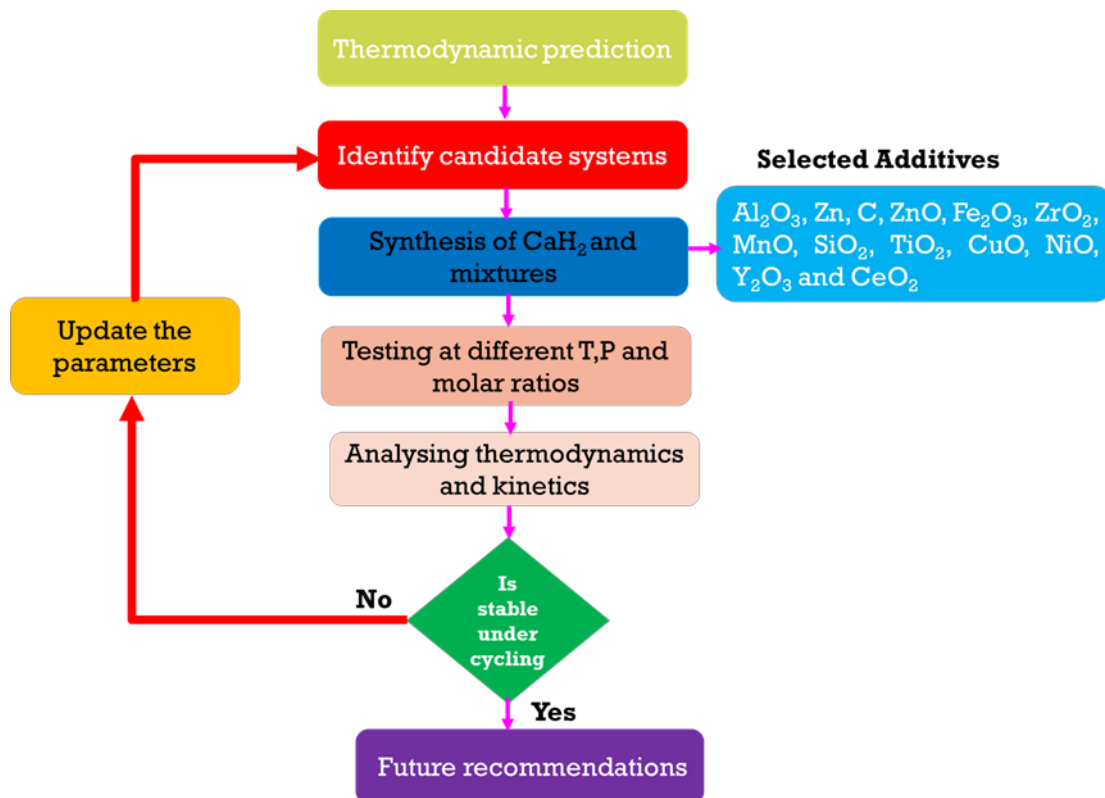 Thermodynamic prediction
Identify candidate systems
Selected Additives
Synthesis of CaH₂ and
mixtures
Al₂O₃, Zn, C, ZnO, Fe₂O₃, ZrO₂,
MnO, SiO₂, TiO₂, CuO, NiO,
Y₂O₃ and CeO₂
Update the
parameters
Testing at different T,P and
molar ratios
Analysing thermodynamics
and kinetics
Is
stable
under
cycling
No
Yes
Future recommendations